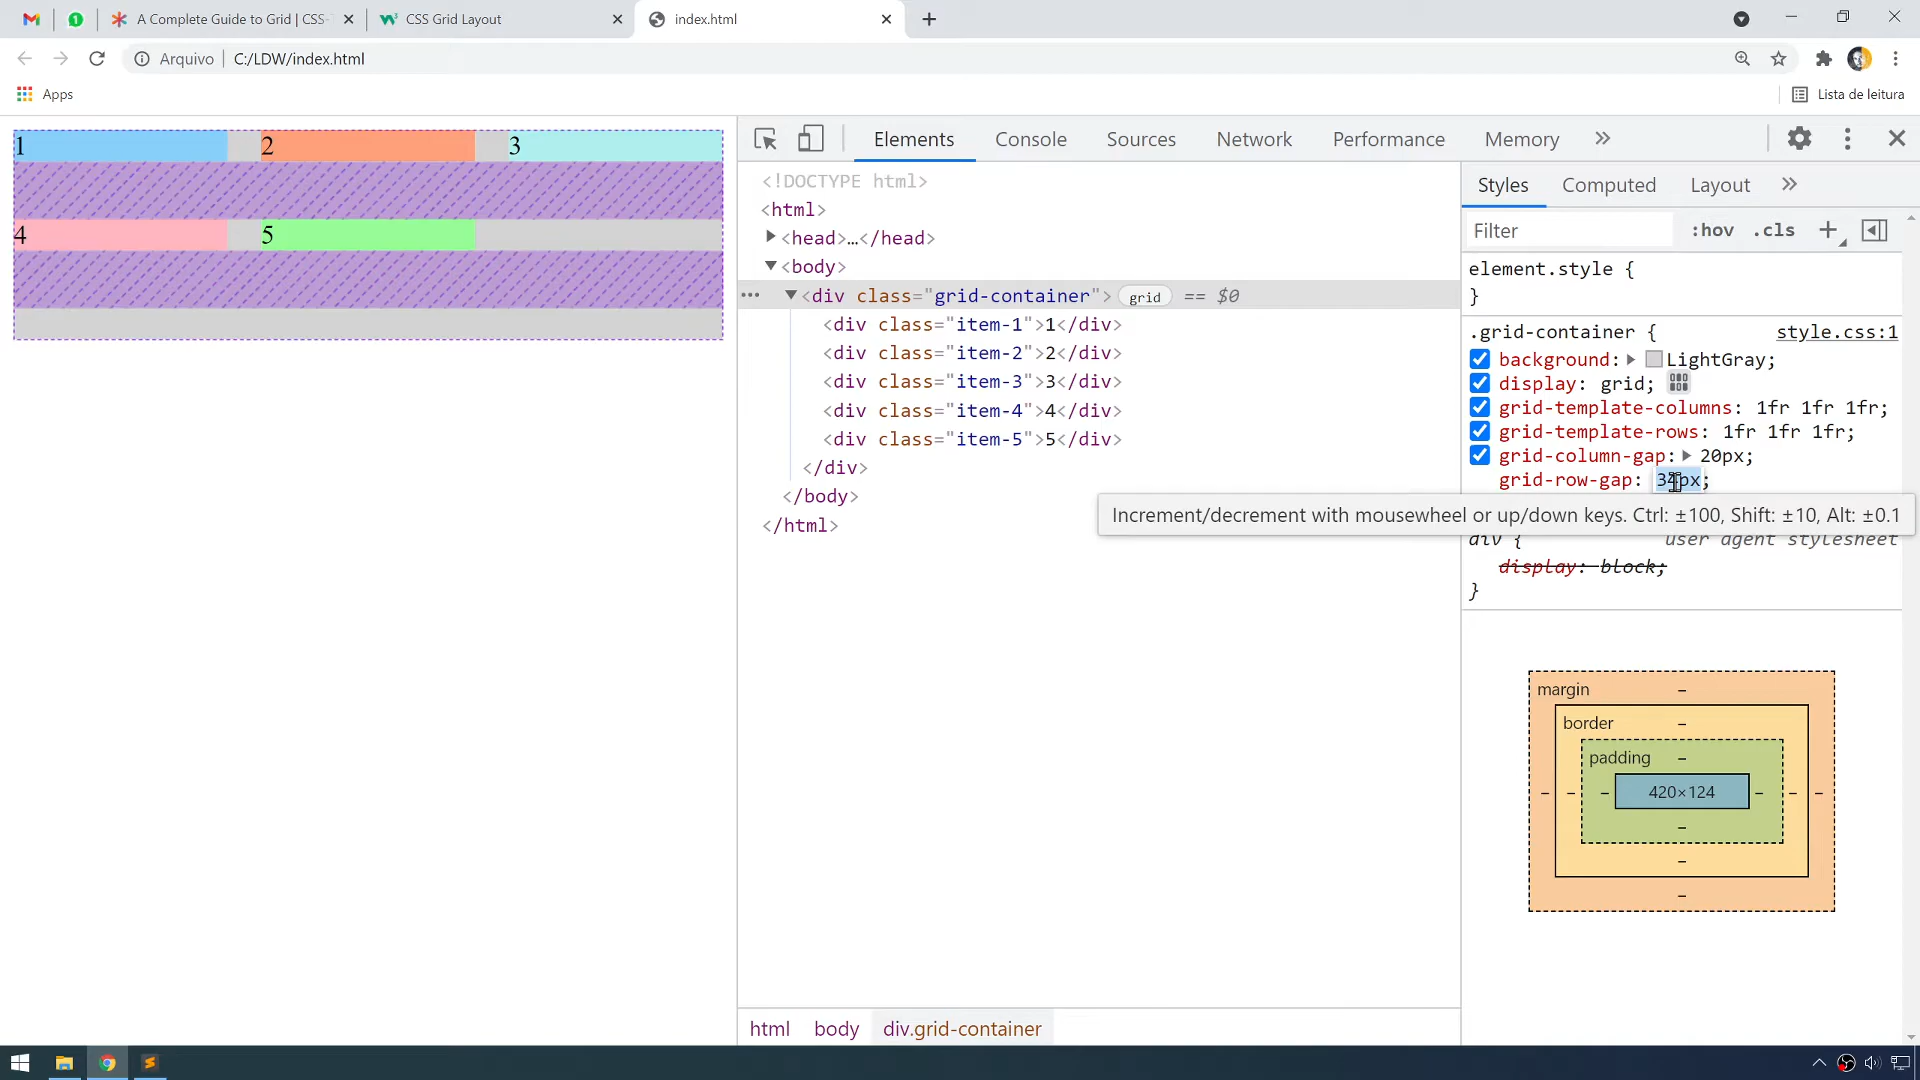 A Complete Guide to Grid | CSS-
CSS Grid Layout
index.html
Arquivo
C:/LDW/index.html
Apps
Lista de leitura
1
2
3
4
5
Elements
Console
Sources
Network
Performance
Memory
<!DOCTYPE html>
<html>
<head>…</head>
<body>
<div class="grid-container"> grid == $0
<div class="item-1">1</div>
<div class="item-2">2</div>
<div class="item-3">3</div>
<div class="item-4">4</div>
<div class="item-5">5</div>
</div>
</body>
</html>
html body div.grid-container
Styles
Computed
Layout
Filter
:hov
.cls
element.style {
}
.grid-container {
style.css:1
background: LightGray;
display: grid;
grid-template-columns: 1fr 1fr 1fr;
grid-template-rows: 1fr 1fr 1fr;
grid-column-gap: 20px;
grid-row-gap: 34px;
Increment/decrement with mousewheel or up/down keys. Ctrl: ±100, Shift: ±10, Alt: ±0.1
div {
user agent stylesheet
display: block;
}
margin
–
border
–
padding
–
– – – 420×124 – – –
–
–
–